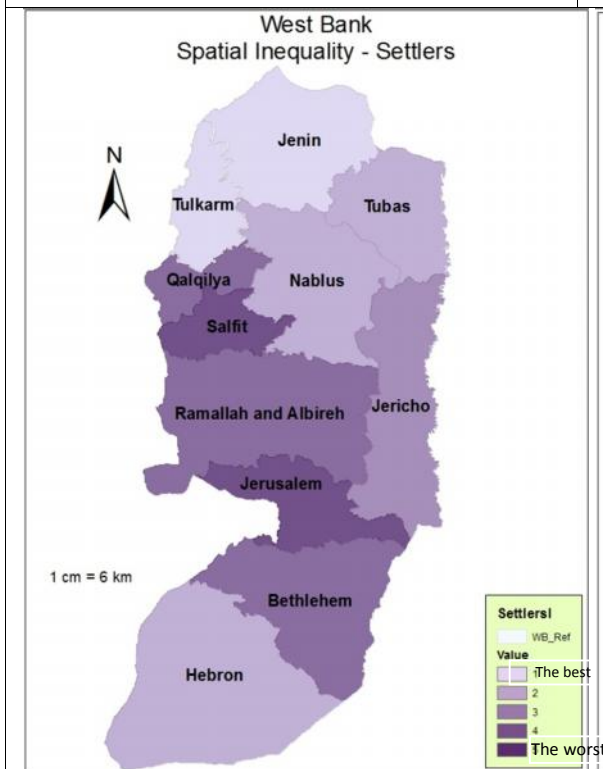 West Bank
Spatial Inequality - Settlers
N
Jenin
Tulkarm
Tubas
Qalqilya
Nablus
Salfit
Ramallah and Albireh
Jericho
Jerusalem
1 cm = 6 km
Bethlehem
Hebron
SettlersI
WB_Ref
Value
1 The best
2
3
4
The worst